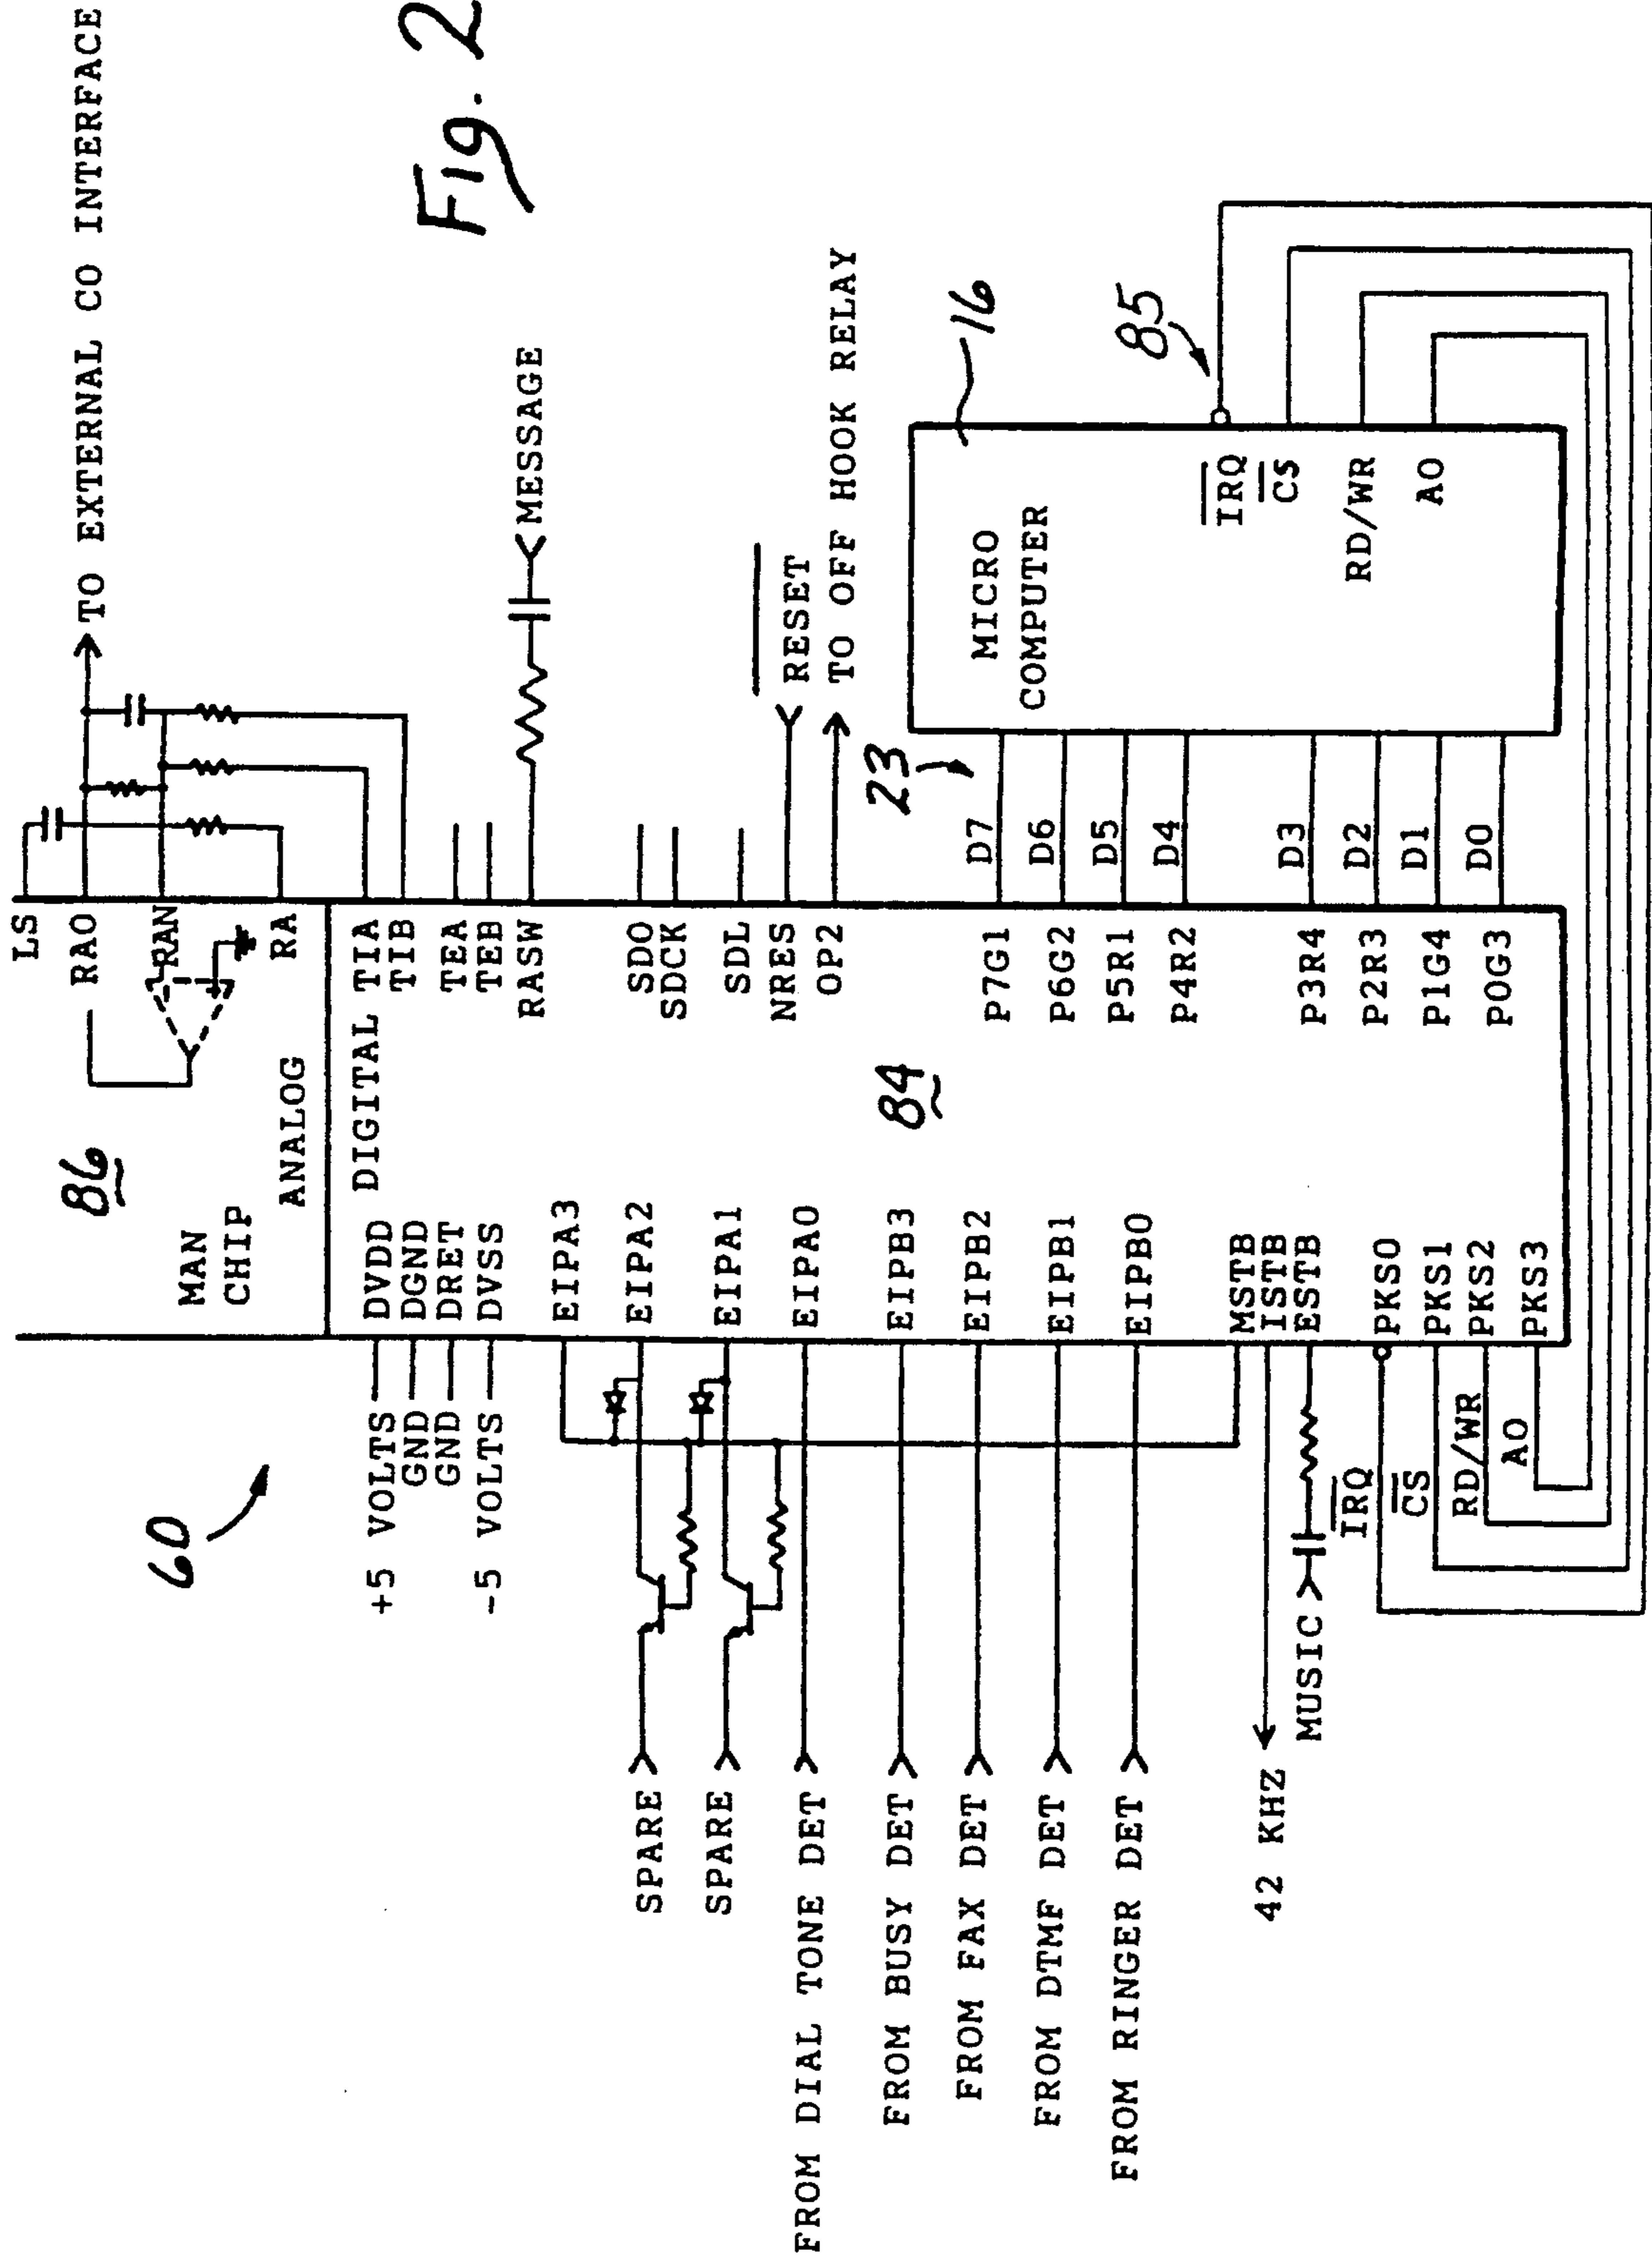 Fig. 2
60
86
MAN
CHIP
ANALOG
DIGITAL
84
LS
RAO
RAN
RA
TO EXTERNAL CO INTERFACE
TIA
TIB
TEA
TEB
RASW
MESSAGE
SDO
SDCK
SDL
NRES
RESET
OP2
TO OFF HOOK RELAY
23
P7G1 D7
P6G2 D6
P5R1 D5
P4R2 D4
P3R4 D3
P2R3 D2
P1G4 D1
P0G3 D0
MICRO
COMPUTER
16
85
IRQ
CS
RD/WR
AO
+5 VOLTS DVDD
GND DGND
GND DRET
-5 VOLTS DVSS
EIPA3
SPARE EIPA2
SPARE EIPA1
FROM DIAL TONE DET EIPA0
FROM BUSY DET EIPB3
FROM FAX DET EIPB2
FROM DTMF DET EIPB1
FROM RINGER DET EIPB0
MSTB
42 KHZ ISTB
MUSIC ESTB
IRQ PKS0
CS PKS1
RD/WR PKS2
AO PKS3